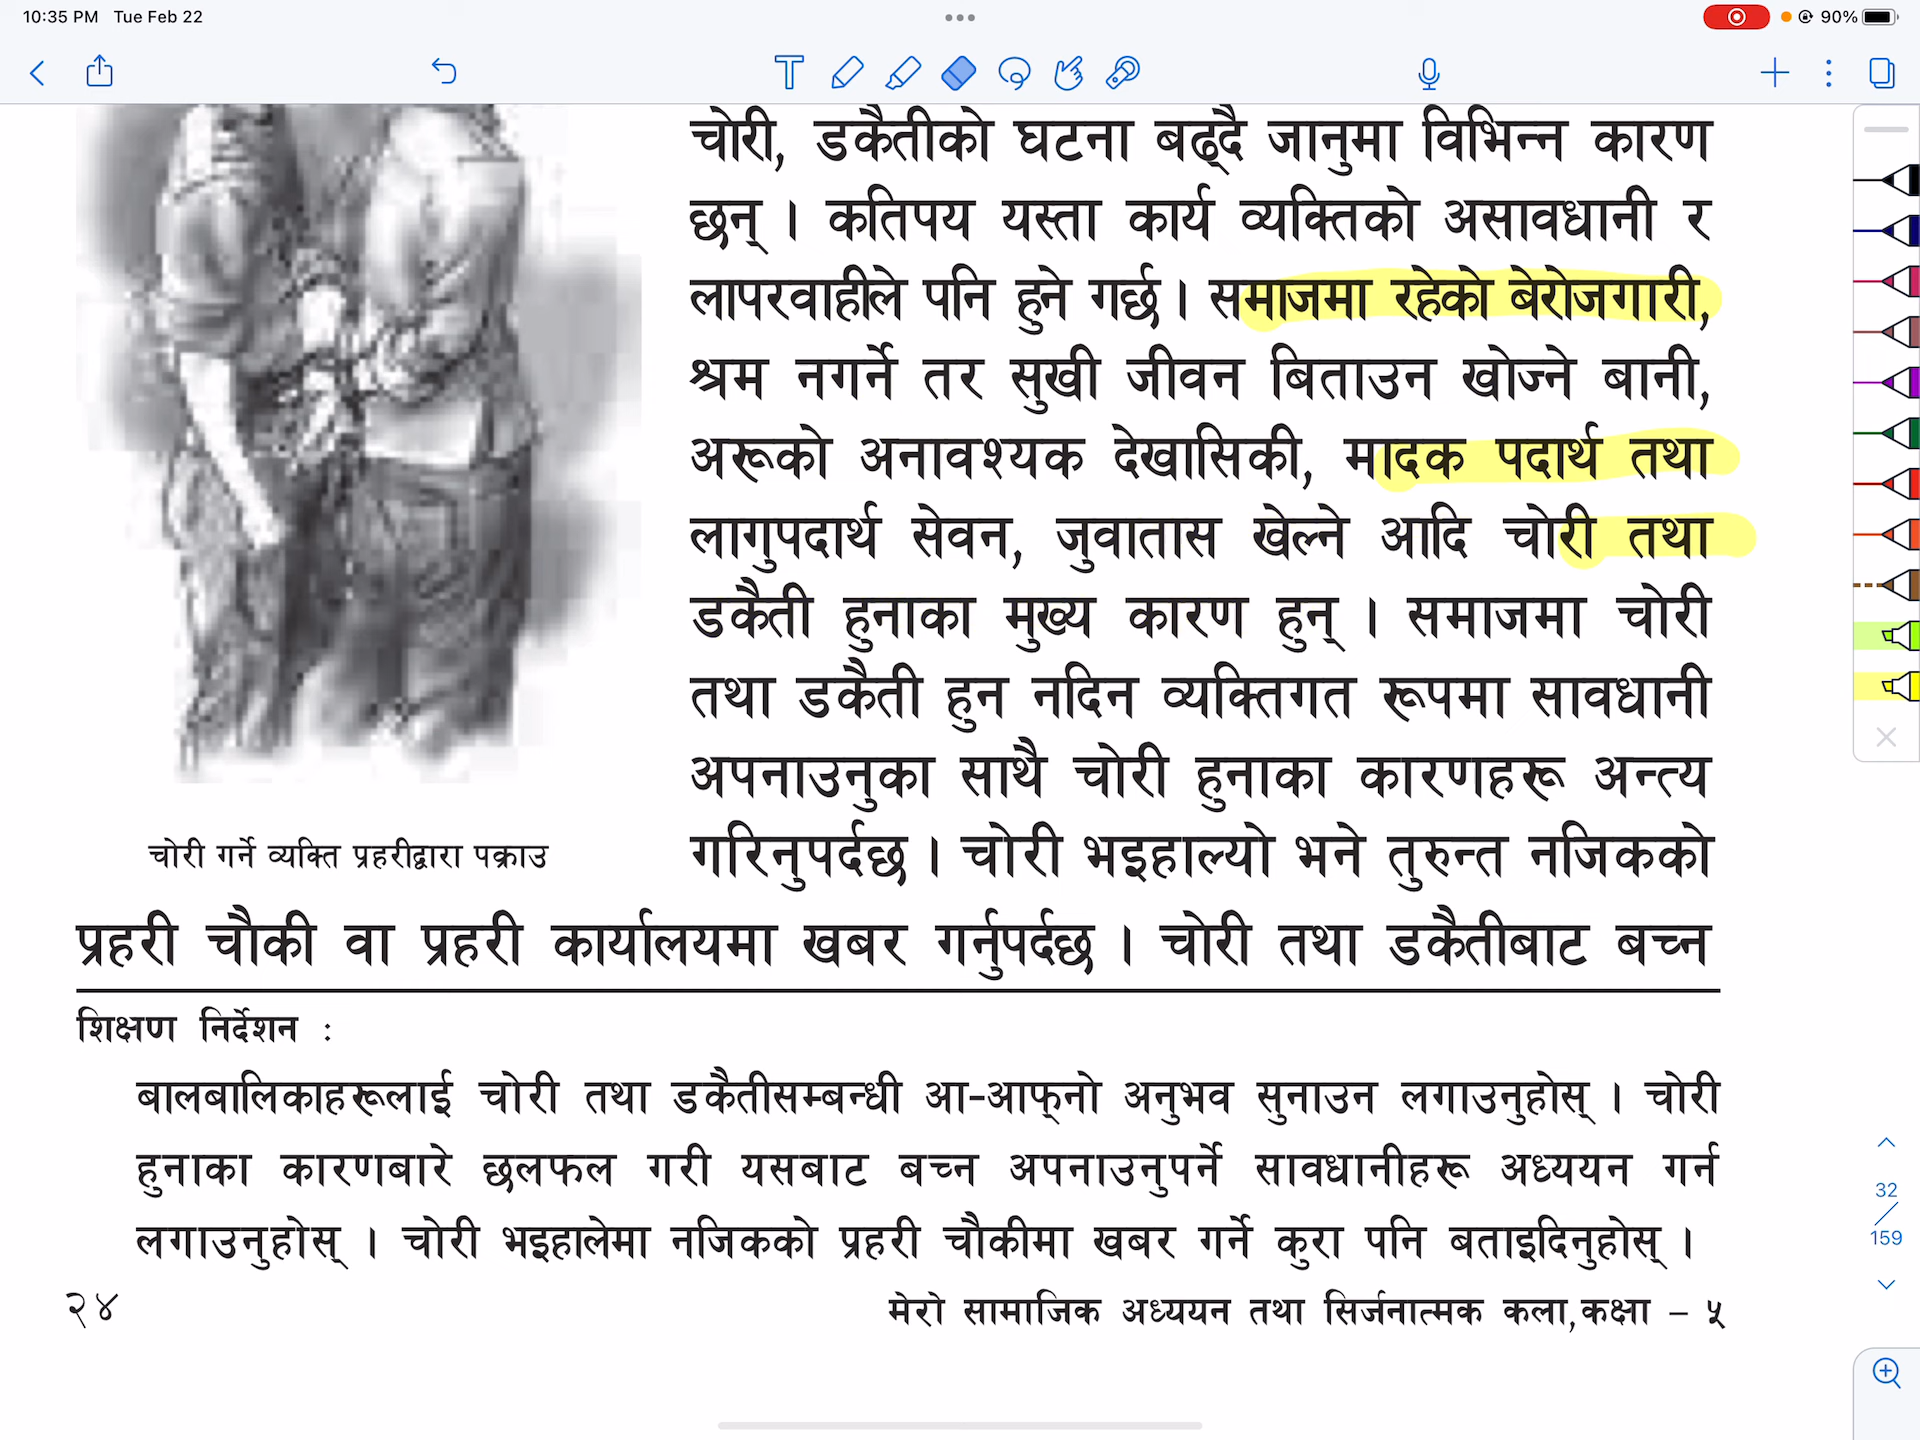 10:35 PM Tue Feb 22
90%
चोरी, डकैतीको घटना बढ्दै जानुमा विभिन्न कारण
छन् । कतिपय यस्ता कार्य व्यक्तिको असावधानी र
लापरवाहीले पनि हुने गर्छ । समाजमा रहेको बेरोजगारी,
श्रम नगर्ने तर सुखी जीवन बिताउन खोज्ने बानी,
अरूको अनावश्यक देखासिकी, मादक पदार्थ तथा
लागुपदार्थ सेवन, जुवातास खेल्ने आदि चोरी तथा
डकैती हुनाका मुख्य कारण हुन् । समाजमा चोरी
तथा डकैती हुन नदिन व्यक्तिगत रूपमा सावधानी
अपनाउनुका साथै चोरी हुनाका कारणहरू अन्त्य
गरिनुपर्दछ । चोरी भइहाल्यो भने तुरुन्त नजिकको
चोरी गर्ने व्यक्ति प्रहरीद्वारा पक्राउ
प्रहरी चौकी वा प्रहरी कार्यालयमा खबर गर्नुपर्दछ । चोरी तथा डकैतीबाट बच्न
शिक्षण निर्देशन :
बालबालिकाहरूलाई चोरी तथा डकैतीसम्बन्धी आ-आफ्नो अनुभव सुनाउन लगाउनुहोस् । चोरी
हुनाका कारणबारे छलफल गरी यसबाट बच्न अपनाउनुपर्ने सावधानीहरू अध्ययन गर्न
लगाउनुहोस् । चोरी भइहालेमा नजिकको प्रहरी चौकीमा खबर गर्ने कुरा पनि बताइदिनुहोस् ।
२४
मेरो सामाजिक अध्ययन तथा सिर्जनात्मक कला,कक्षा – ५
32
159